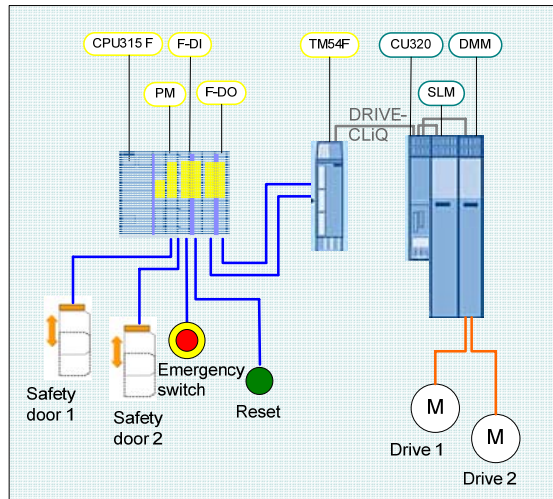 CPU315 F
F-DI
TM54F
CU320
DMM
PM
F-DO
SLM
DRIVE-
CLiQ
Safety
door 1
Safety
door 2
Emergency
switch
Reset
M
Drive 1
M
Drive 2